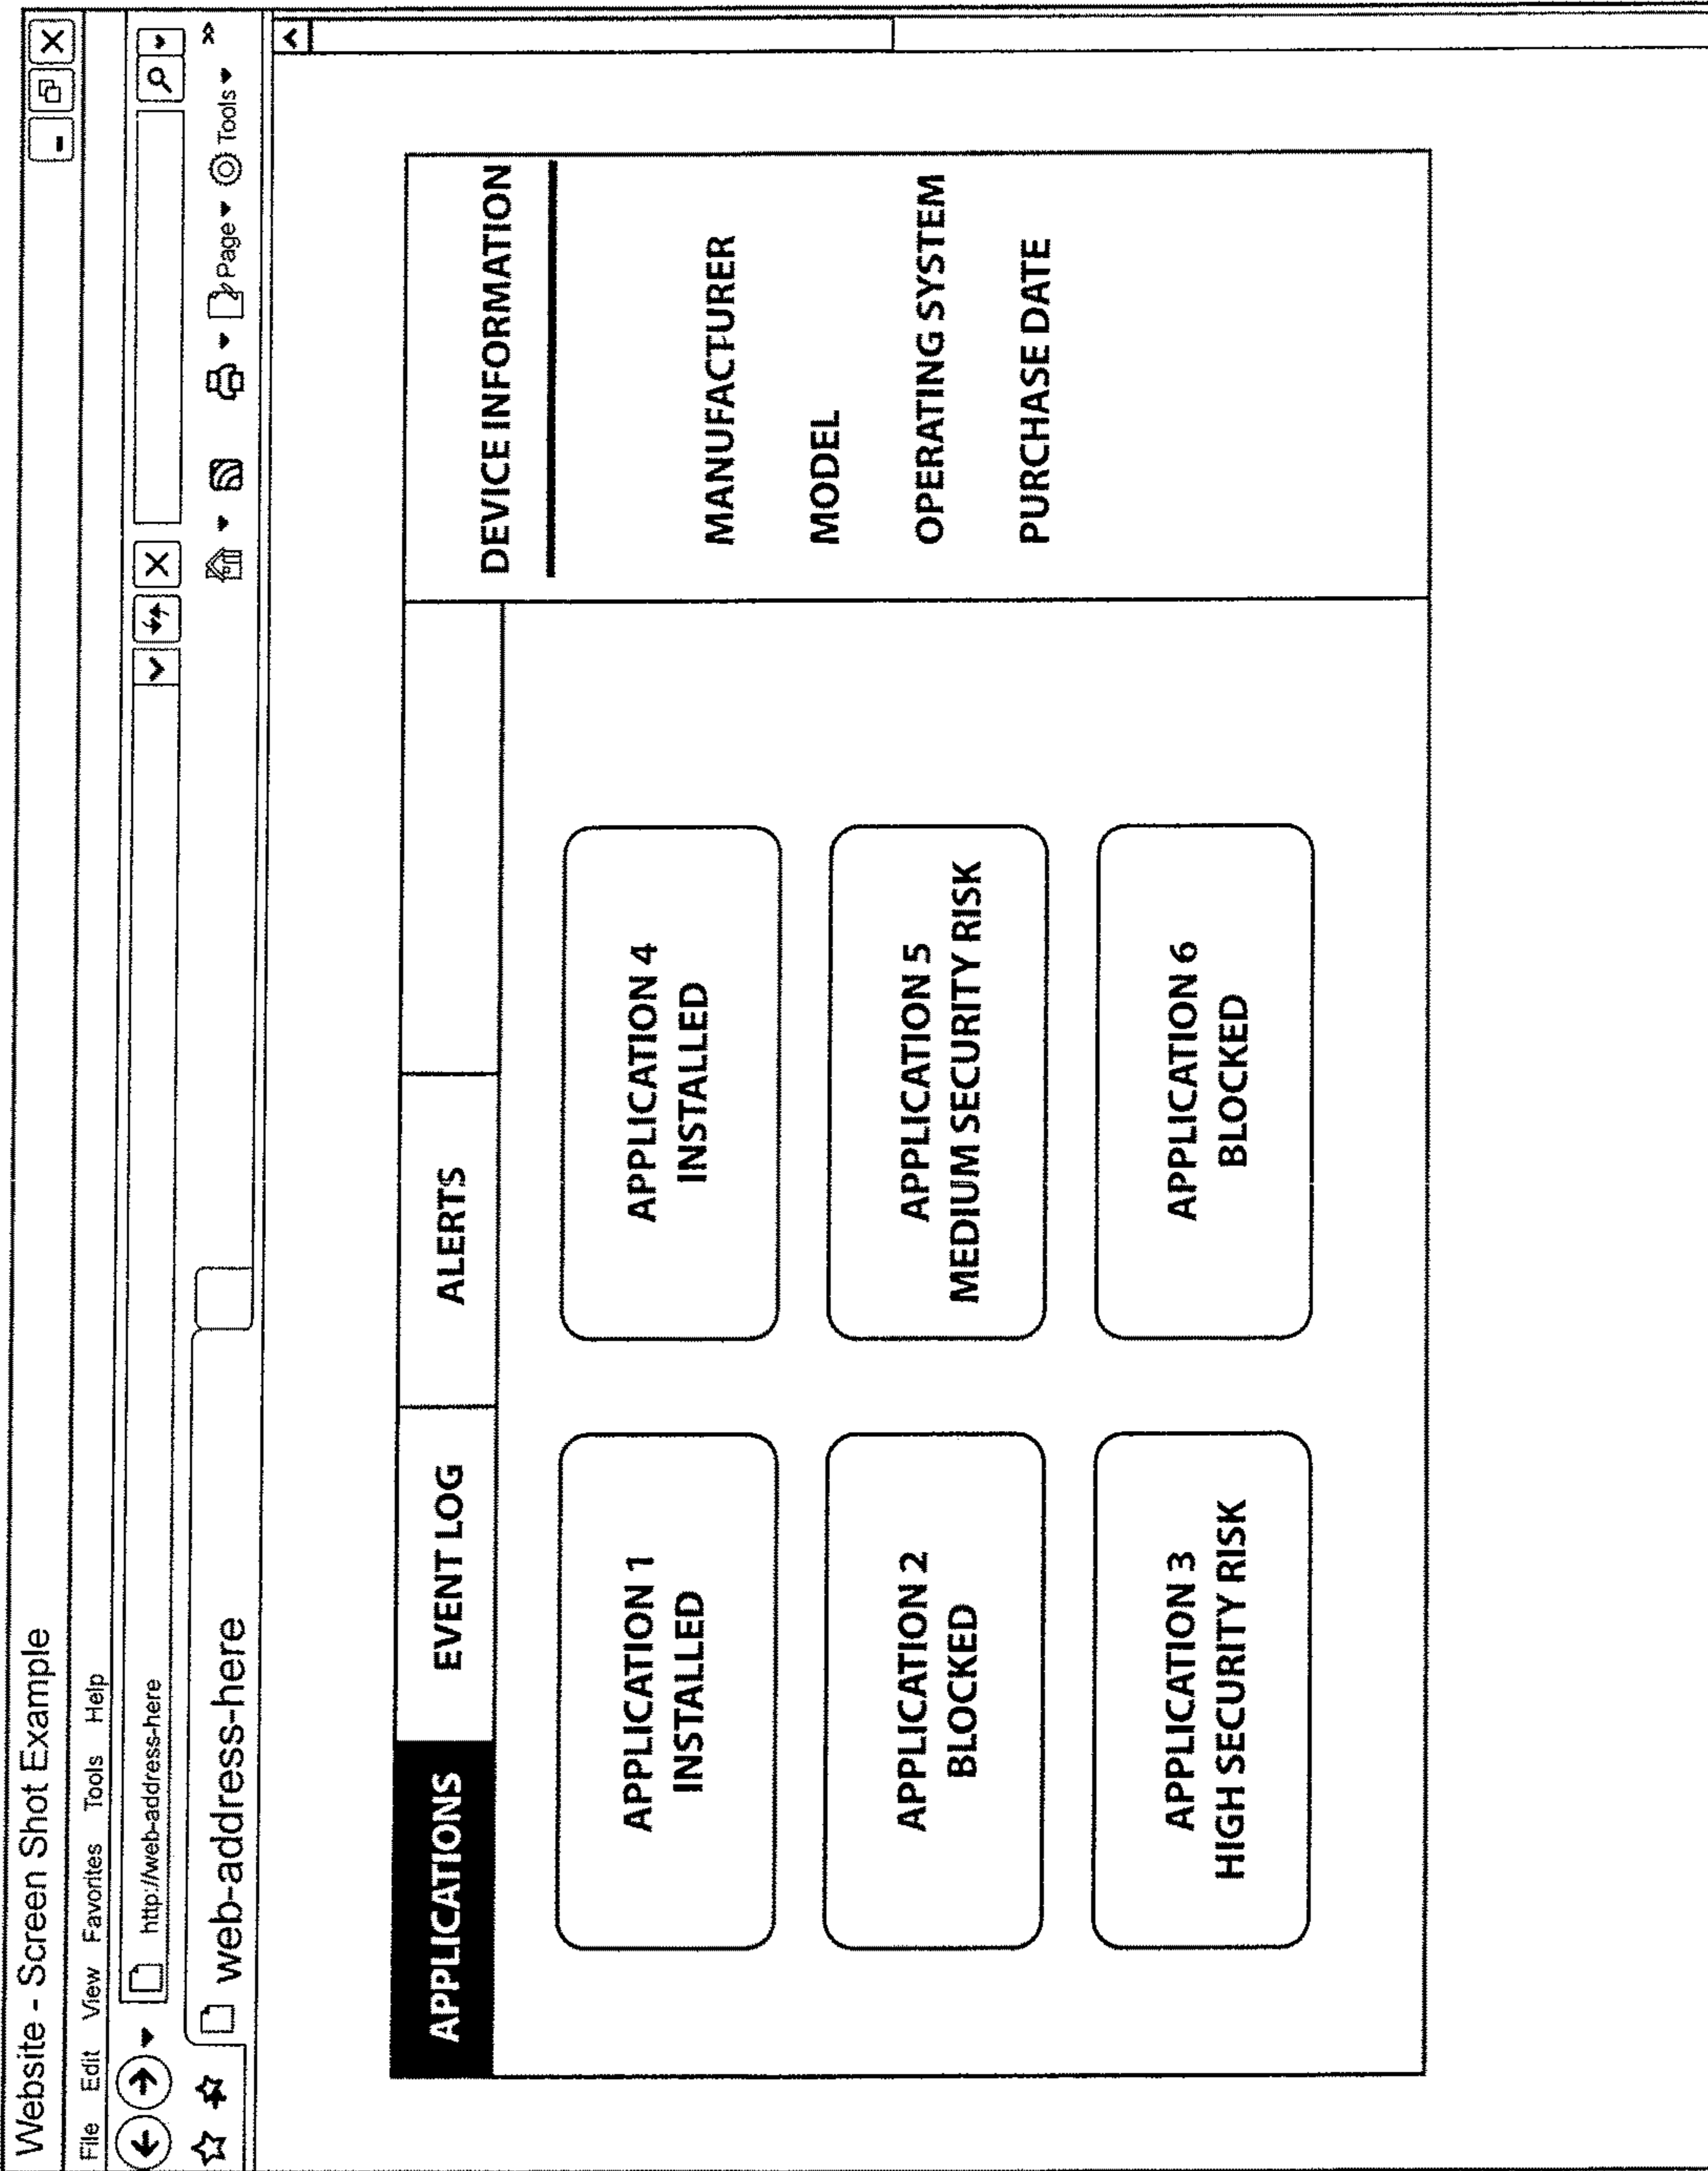 Website - Screen Shot Example
File Edit View Favorites Tools Help
http://web-address-here
web-address-here
Page Tools
APPLICATIONS
EVENT LOG
ALERTS
DEVICE INFORMATION
APPLICATION 1
INSTALLED
APPLICATION 4
INSTALLED
APPLICATION 2
BLOCKED
APPLICATION 5
MEDIUM SECURITY RISK
APPLICATION 3
HIGH SECURITY RISK
APPLICATION 6
BLOCKED
MANUFACTURER
MODEL
OPERATING SYSTEM
PURCHASE DATE